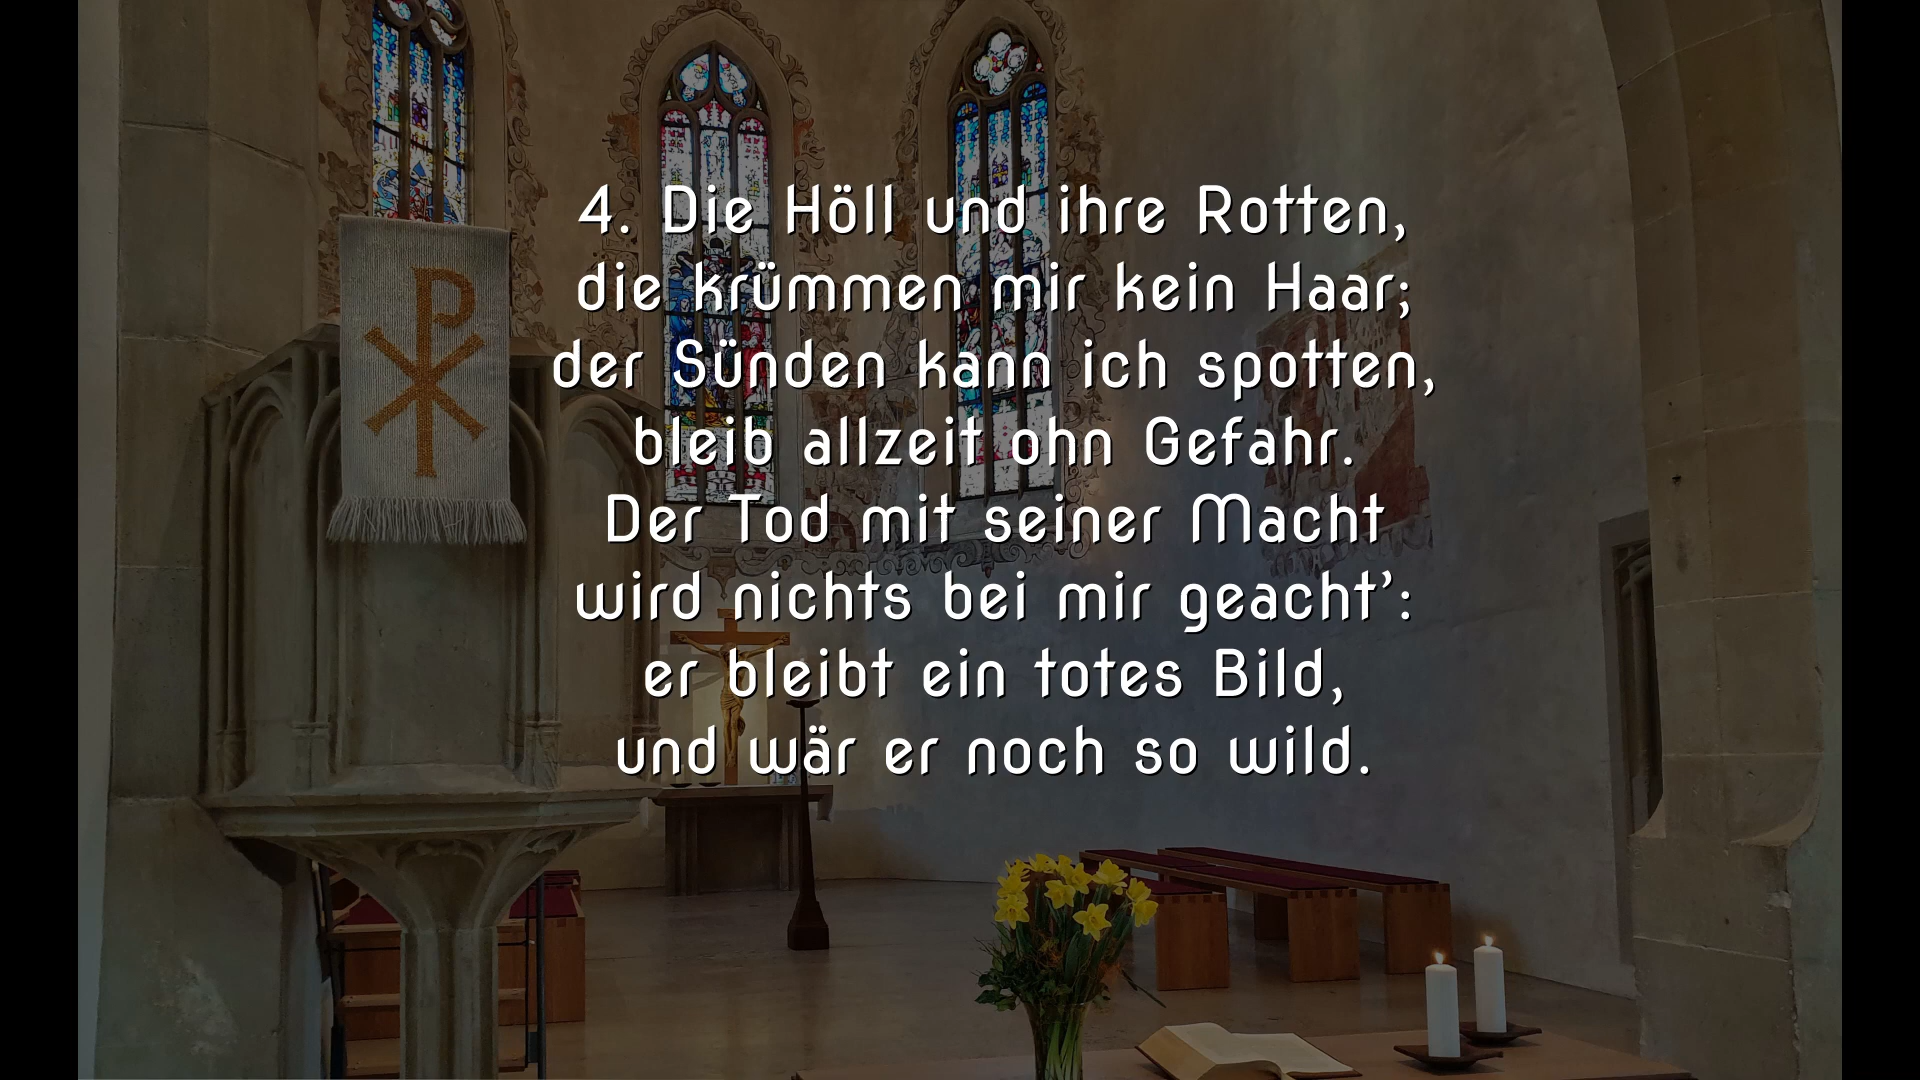 4. Die Höll und ihre Rotten,
die krümmen mir kein Haar;
der Sünden kann ich spotten,
bleib allzeit ohn Gefahr.
Der Tod mit seiner Macht
wird nichts bei mir geacht’:
er bleibt ein totes Bild,
und wär er noch so wild.